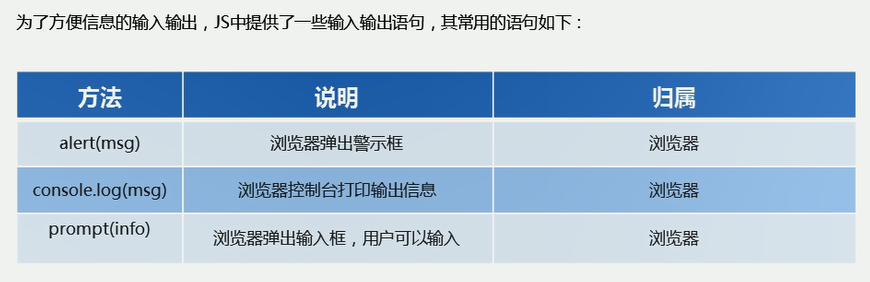 为了方便信息的输入输出，JS中提供了一些输入输出语句，其常用的语句如下：
方法 说明 归属
alert(msg) 浏览器弹出警示框 浏览器
console.log(msg) 浏览器控制台打印输出信息 浏览器
prompt(info) 浏览器弹出输入框，用户可以输入 浏览器